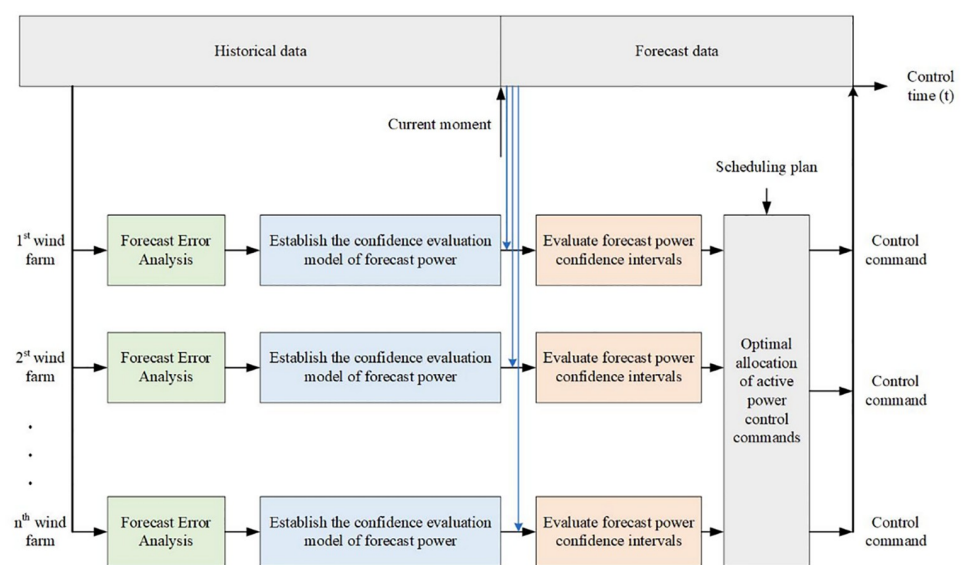 Historical data
Forecast data
Control
time (t)
Current moment
Scheduling plan
1st wind
farm
Forecast Error
Analysis
Establish the confidence evaluation
model of forecast power
Evaluate forecast power
confidence intervals
Control
command
2st wind
farm
Forecast Error
Analysis
Establish the confidence evaluation
model of forecast power
Evaluate forecast power
confidence intervals
Optimal
allocation
of active
power
control
commands
Control
command
.
.
.
nth wind
farm
Forecast Error
Analysis
Establish the confidence evaluation
model of forecast power
Evaluate forecast power
confidence intervals
Control
command